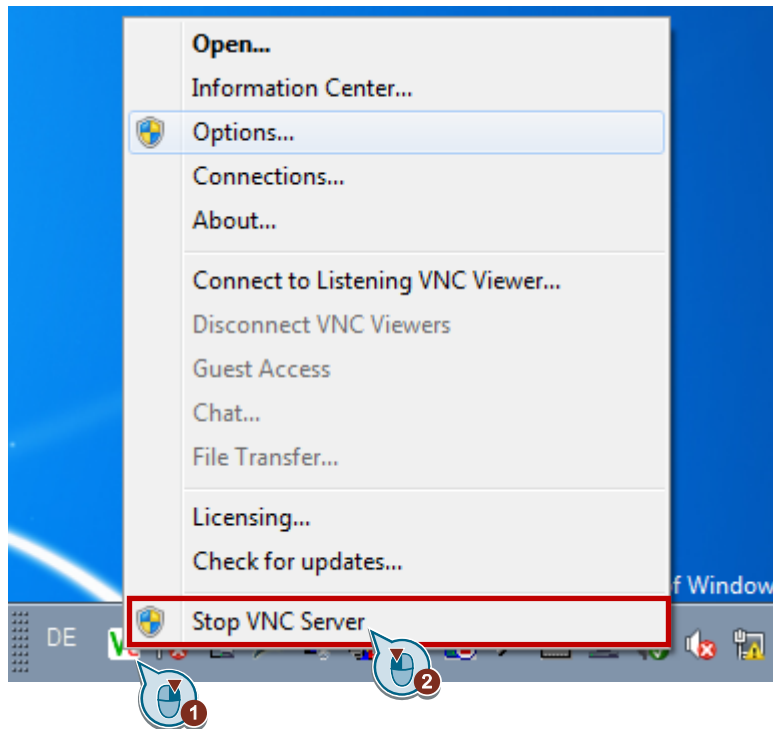 Open...
Information Center...
Options...
Connections...
About...
Connect to Listening VNC Viewer...
Disconnect VNC Viewers
Guest Access
Chat...
File Transfer...
Licensing...
Check for updates...
f Window
Stop VNC Server
DE
2
1